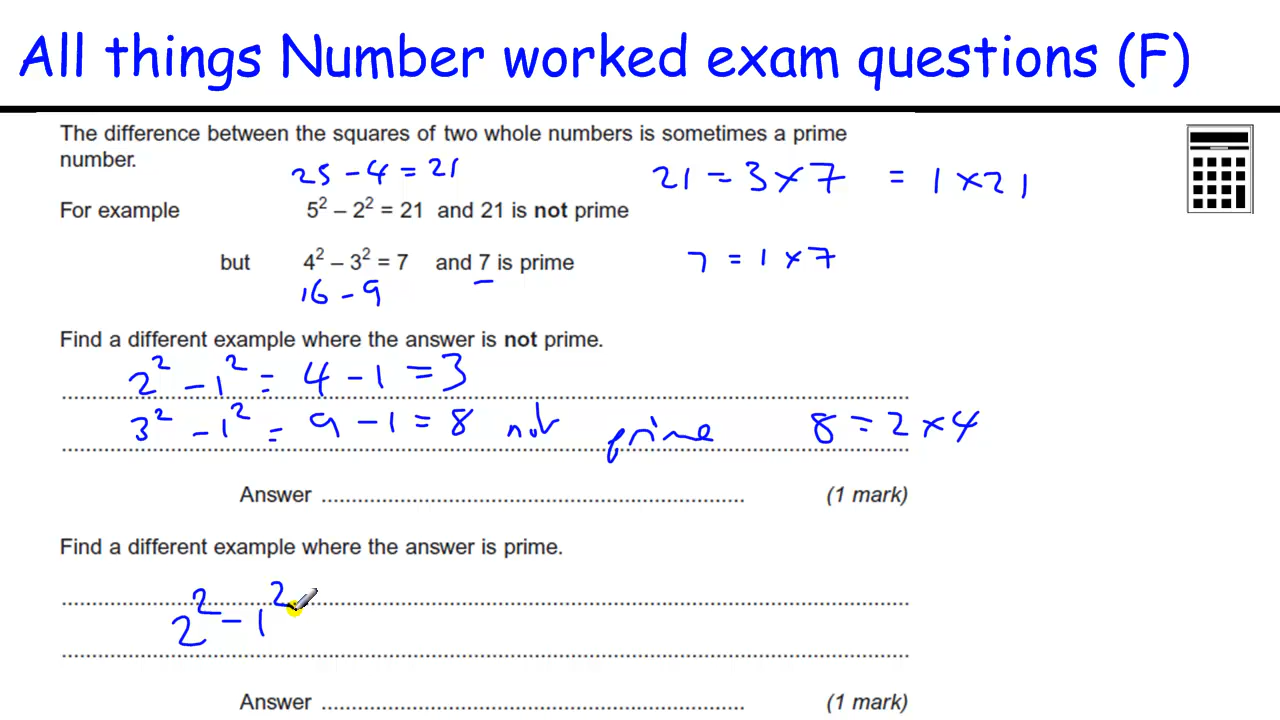 All things Number worked exam questions (F)
The difference between the squares of two whole numbers is sometimes a prime
number.
25 - 4 = 21
21 = 3 × 7 = 1 × 21
For example 5² – 2² = 21 and 21 is not prime
but 4² – 3² = 7 and 7 is prime
7 = 1 × 7
16 - 9
Find a different example where the answer is not prime.
2² - 1² = 4 - 1 = 3
3² - 1² = 9 - 1 = 8 not prime 8 = 2 × 4
Answer ........................................................................ (1 mark)
Find a different example where the answer is prime.
2² - 1²
Answer ........................................................................ (1 mark)